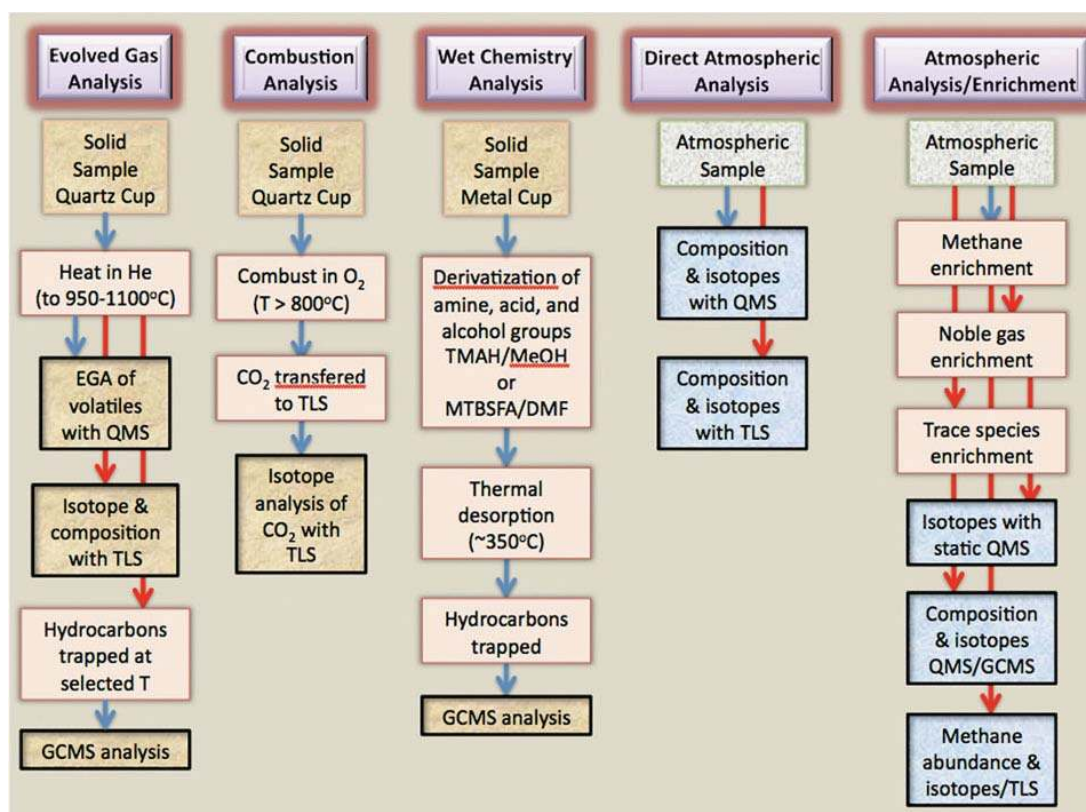 Evolved Gas
Analysis
Solid
Sample
Quartz Cup
Heat in He
(to 950-1100°C)
EGA of
volatiles
with QMS
Isotope &
composition
with TLS
Hydrocarbons
trapped at
selected T
GCMS analysis
Combustion
Analysis
Solid
Sample
Quartz Cup
Combust in O₂
(T > 800°C)
CO₂ transfered
to TLS
Isotope
analysis of
CO₂ with
TLS
Wet Chemistry
Analysis
Solid
Sample
Metal Cup
Derivatization of
amine, acid, and
alcohol groups
TMAH/MeOH
or
MTBSFA/DMF
Thermal
desorption
(~350°C)
Hydrocarbons
trapped
GCMS analysis
Direct Atmospheric
Analysis
Atmospheric
Sample
Composition
& isotopes
with QMS
Composition
& isotopes
with TLS
Atmospheric
Analysis/Enrichment
Atmospheric
Sample
Methane
enrichment
Noble gas
enrichment
Trace species
enrichment
Isotopes with
static QMS
Composition
& isotopes
QMS/GCMS
Methane
abundance &
isotopes/TLS